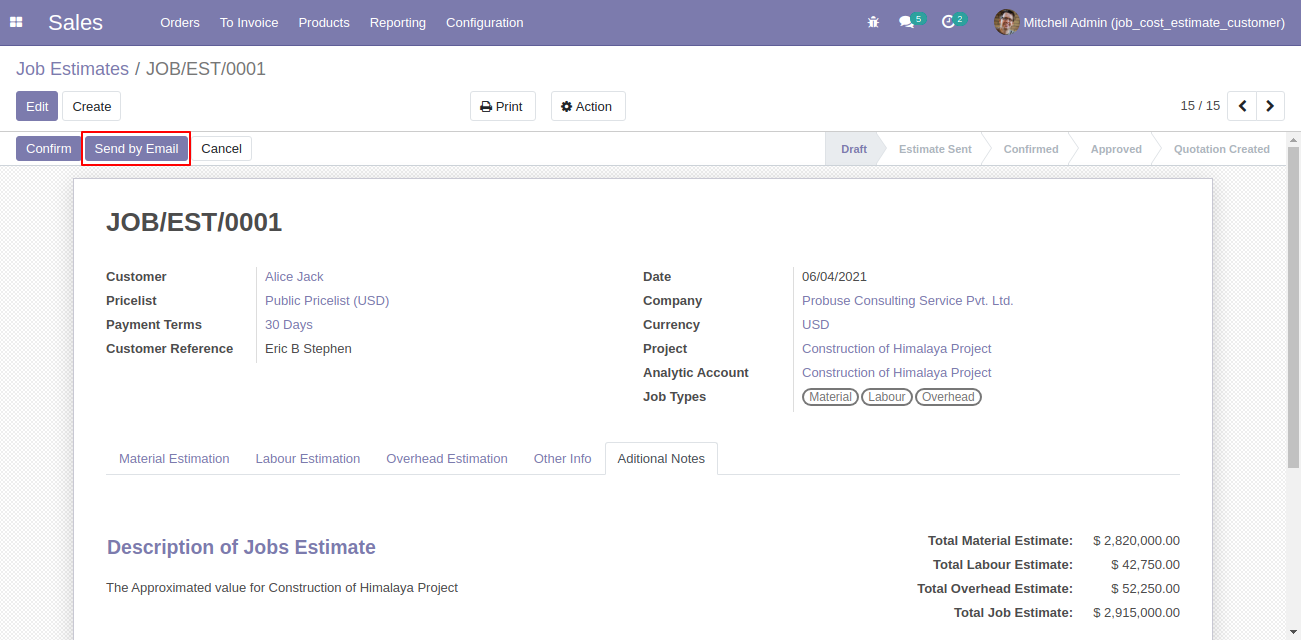 Sales Orders To Invoice Products Reporting Configuration 5 2 Mitchell Admin (job_cost_estimate_customer)
Job Estimates / JOB/EST/0001
Edit Create Print Action 15 / 15
Confirm Send by Email Cancel Draft Estimate Sent Confirmed Approved Quotation Created
JOB/EST/0001
Customer Alice Jack Date 06/04/2021
Pricelist Public Pricelist (USD) Company Probuse Consulting Service Pvt. Ltd.
Payment Terms 30 Days Currency USD
Customer Reference Eric B Stephen Project Construction of Himalaya Project
Analytic Account Construction of Himalaya Project
Job Types Material Labour Overhead
Material Estimation Labour Estimation Overhead Estimation Other Info Aditional Notes
Total Material Estimate: $ 2,820,000.00
Description of Jobs Estimate
Total Labour Estimate: $ 42,750.00
The Approximated value for Construction of Himalaya Project Total Overhead Estimate: $ 52,250.00
Total Job Estimate: $ 2,915,000.00